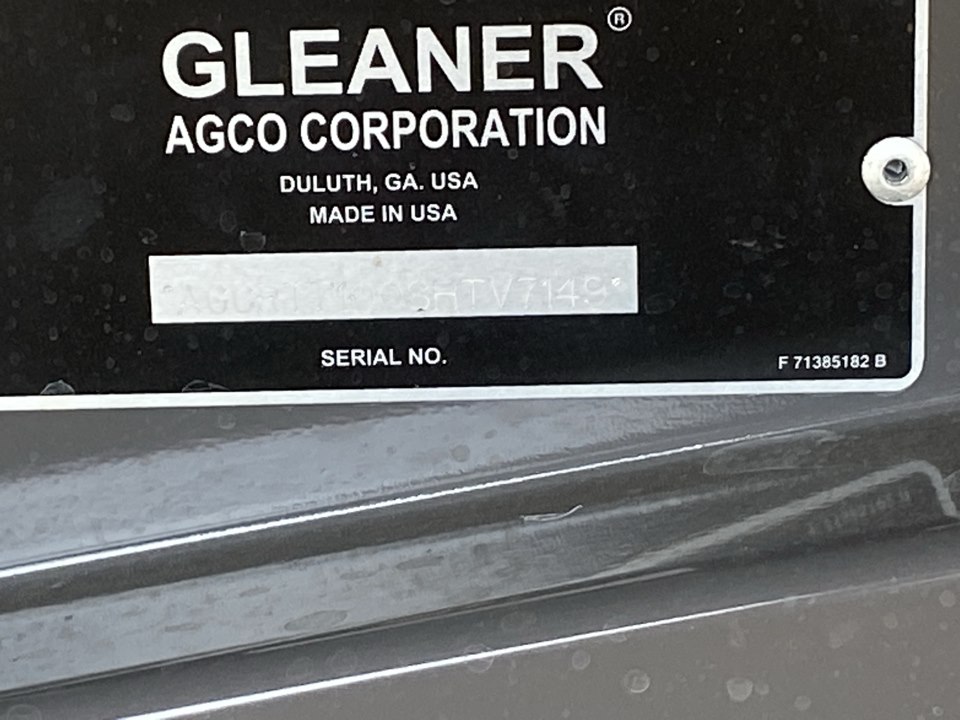 GLEANER®
AGCO CORPORATION
DULUTH, GA. USA
MADE IN USA
SERIAL NO.
F 71385182 B